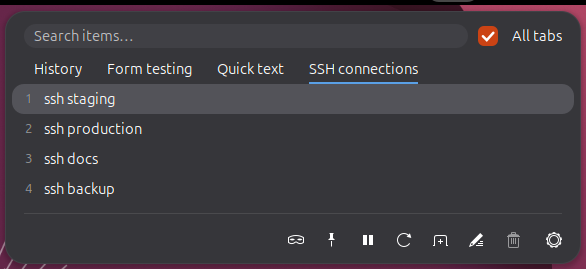 Search items...
All tabs
History Form testing Quick text SSH connections
1 ssh staging
2 ssh production
3 ssh docs
4 ssh backup